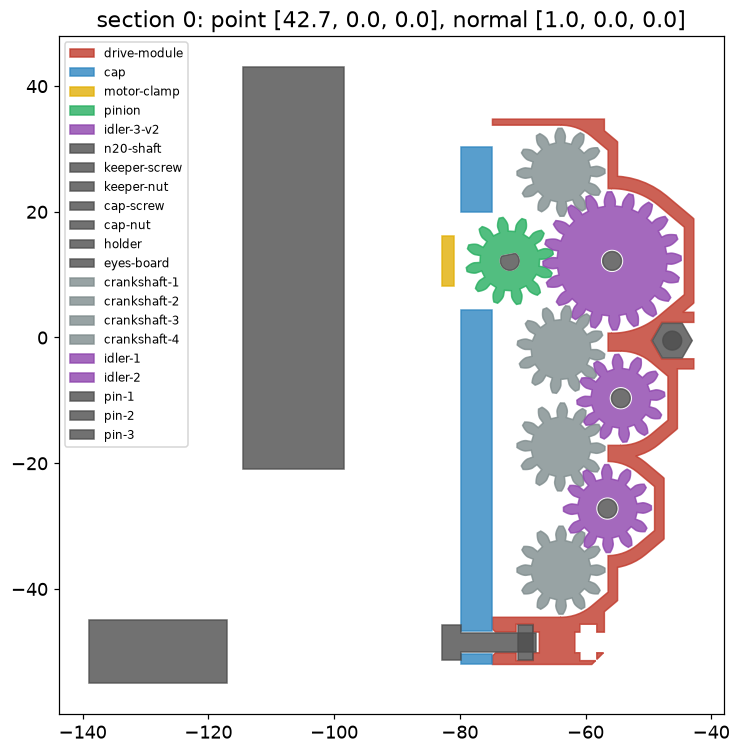 section 0: point [42.7, 0.0, 0.0], normal [1.0, 0.0, 0.0]
drive-module
cap
motor-clamp
pinion
idler-3-v2
n20-shaft
keeper-screw
keeper-nut
cap-screw
cap-nut
holder
eyes-board
crankshaft-1
crankshaft-2
crankshaft-3
crankshaft-4
idler-1
idler-2
pin-1
pin-2
pin-3
40
20
0
−20
−40
−140
−120
−100
−80
−60
−40